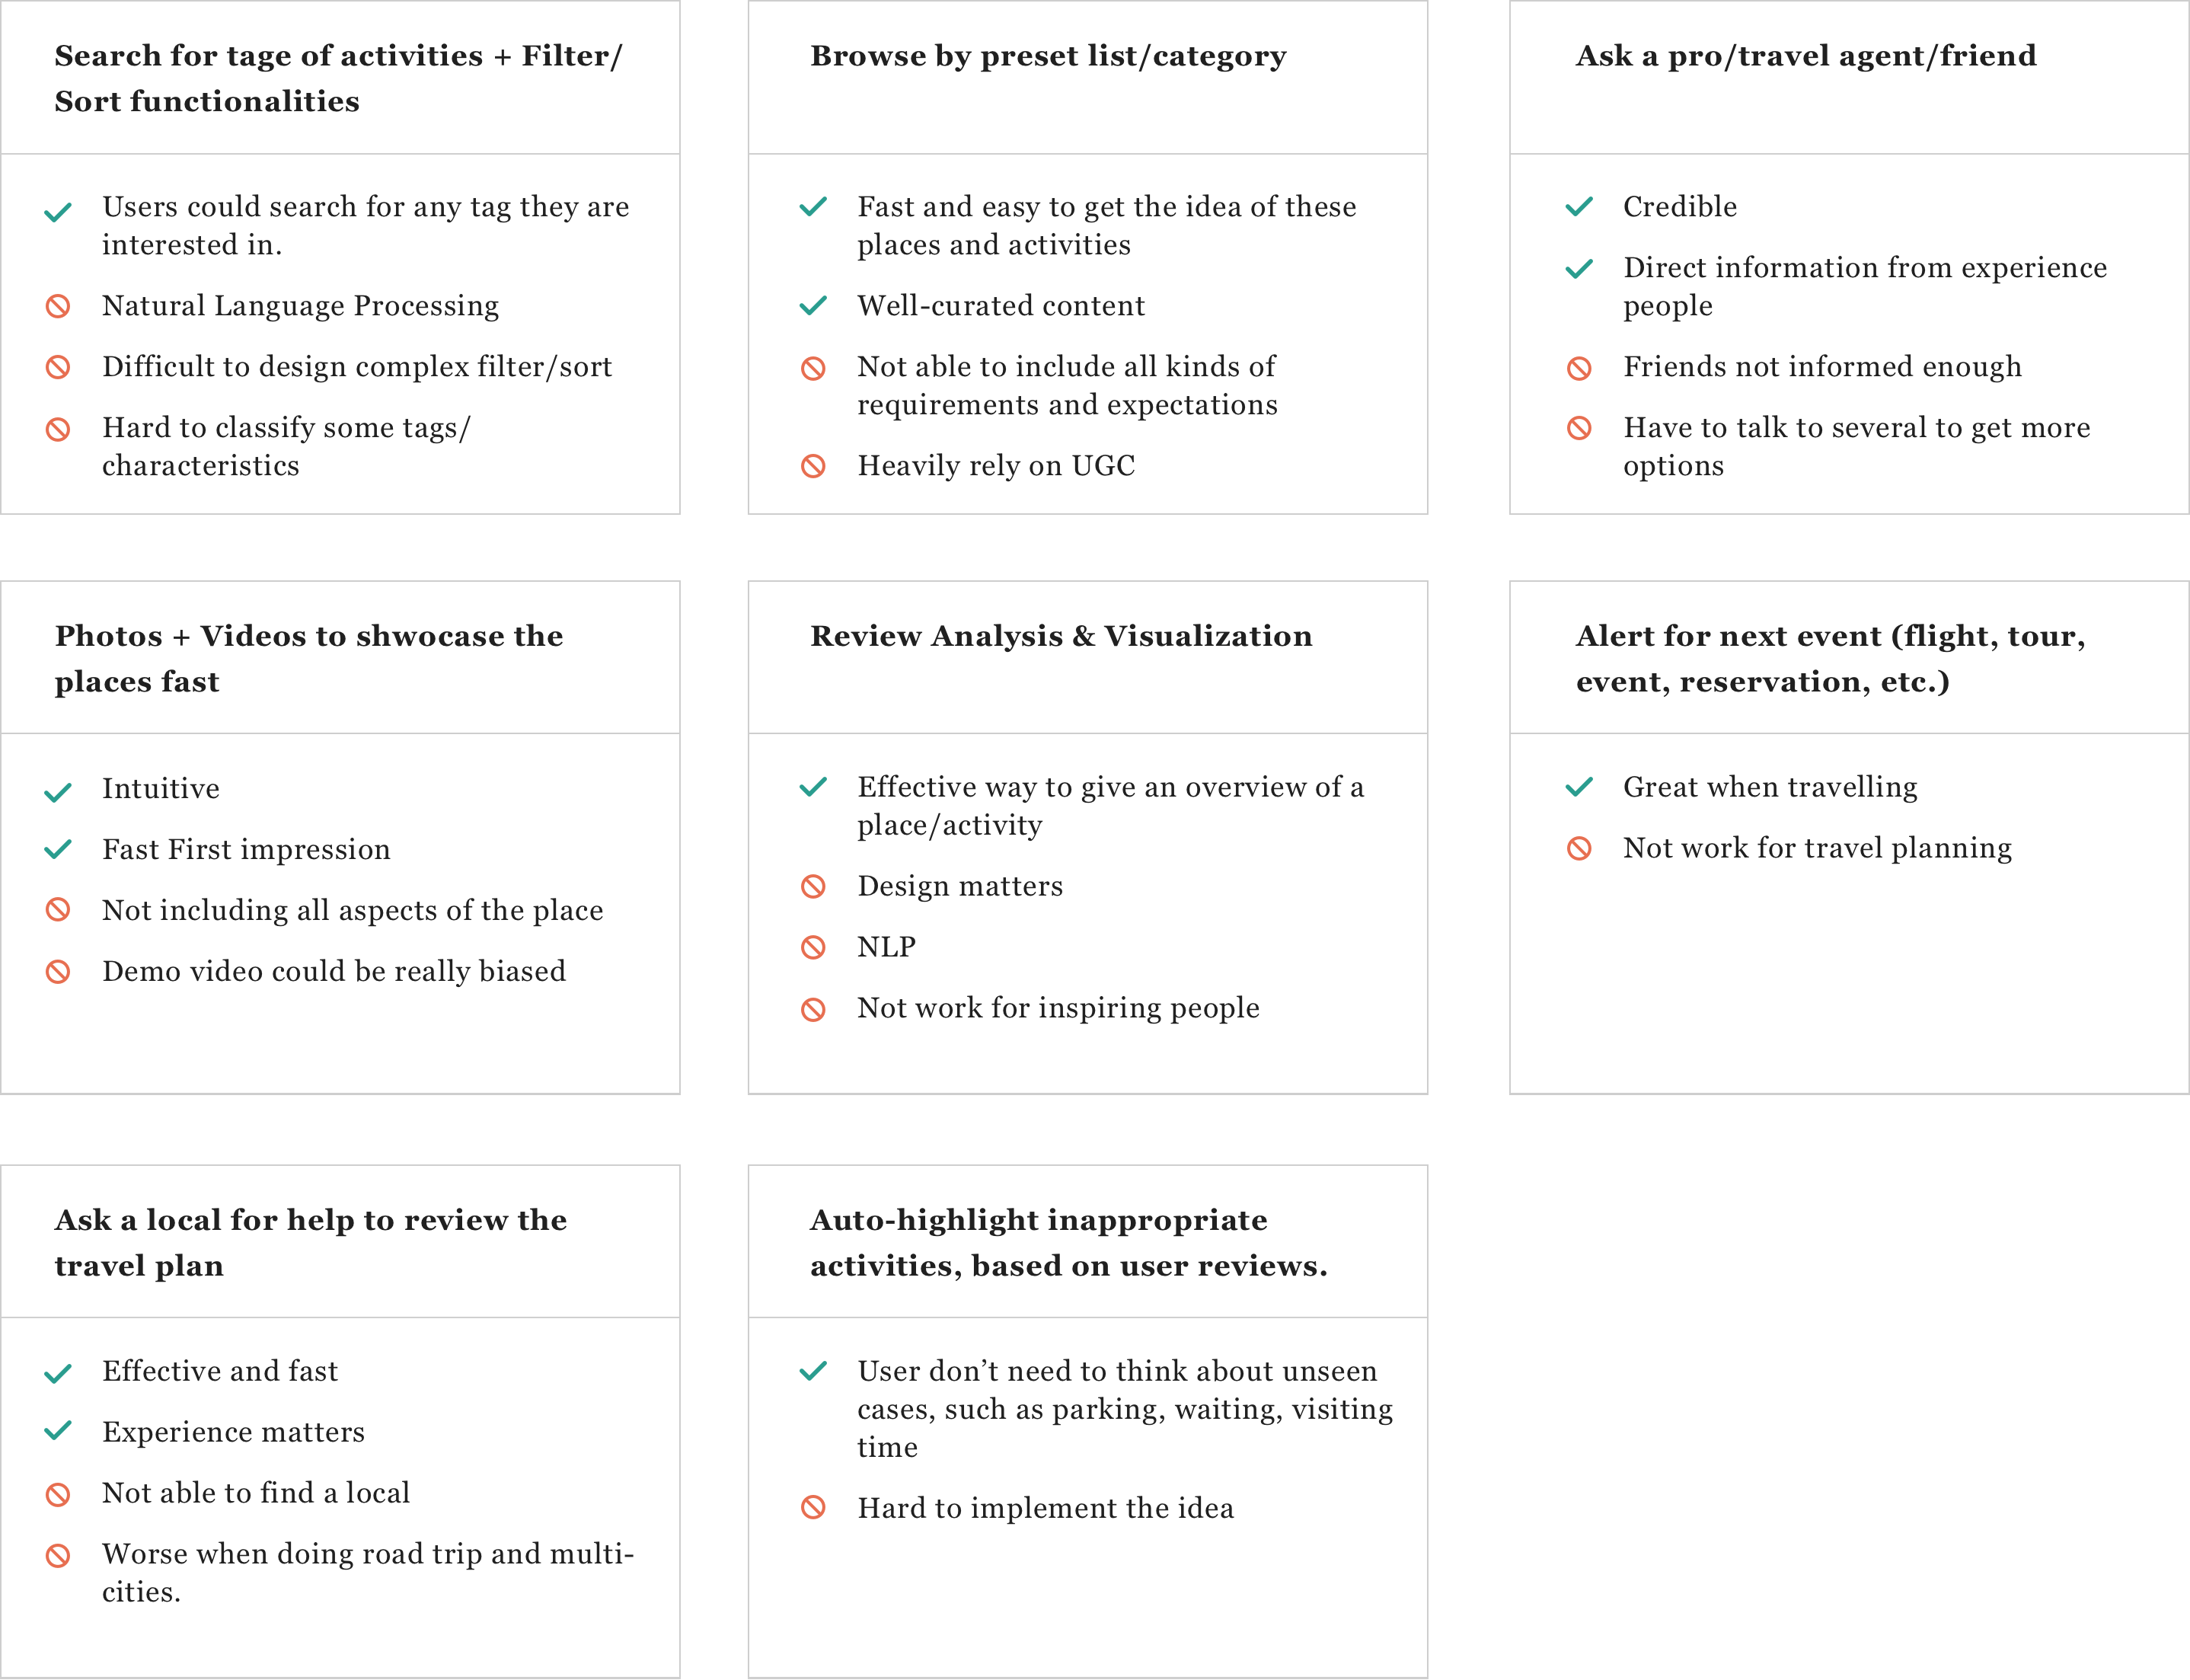 Search for tage of activities + Filter/
Sort functionalities
Users could search for any tag they are
interested in.
Natural Language Processing
Difficult to design complex filter/sort
Hard to classify some tags/
characteristics
Browse by preset list/category
Fast and easy to get the idea of these
places and activities
Well-curated content
Not able to include all kinds of
requirements and expectations
Heavily rely on UGC
Ask a pro/travel agent/friend
Credible
Direct information from experience
people
Friends not informed enough
Have to talk to several to get more
options
Photos + Videos to shwocase the
places fast
Intuitive
Fast First impression
Not including all aspects of the place
Demo video could be really biased
Review Analysis & Visualization
Effective way to give an overview of a
place/activity
Design matters
NLP
Not work for inspiring people
Alert for next event (flight, tour,
event, reservation, etc.)
Great when travelling
Not work for travel planning
Ask a local for help to review the
travel plan
Effective and fast
Experience matters
Not able to find a local
Worse when doing road trip and multi-
cities.
Auto-highlight inappropriate
activities, based on user reviews.
User don’t need to think about unseen
cases, such as parking, waiting, visiting
time
Hard to implement the idea